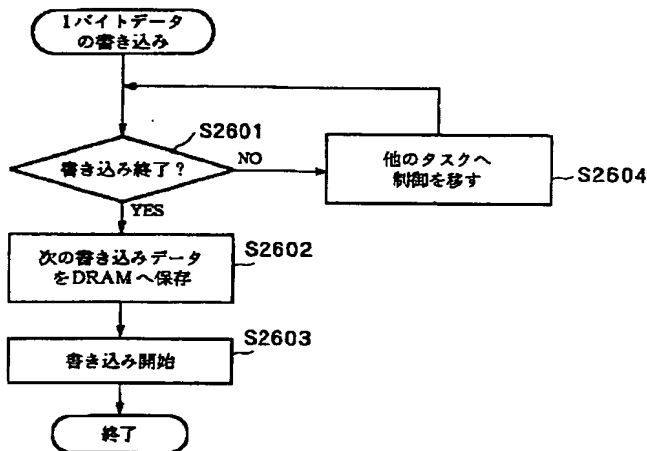 1バイトデータ
の書き込み
S2601
書き込み終了?
NO
他のタスクへ
制御を移す
S2604
YES
次の書き込みデータ
をDRAMへ保存
S2602
書き込み開始
S2603
終了